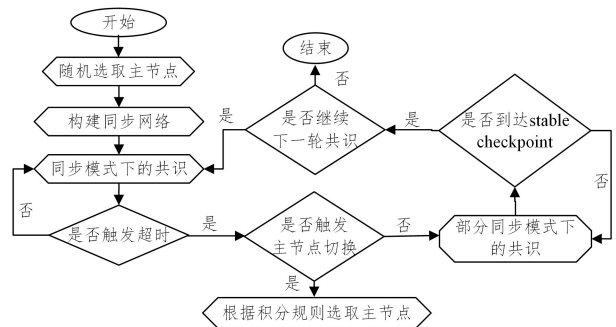 开始
随机选取主节点
构建同步网络
同步模式下的共识
是否触发超时
否
是
是否触发
主节点切换
是
根据积分规则选取主节点
否
部分同步模式下
的共识
是否到达stable
checkpoint
否
是
是否继续
下一轮共识
是
否
结束